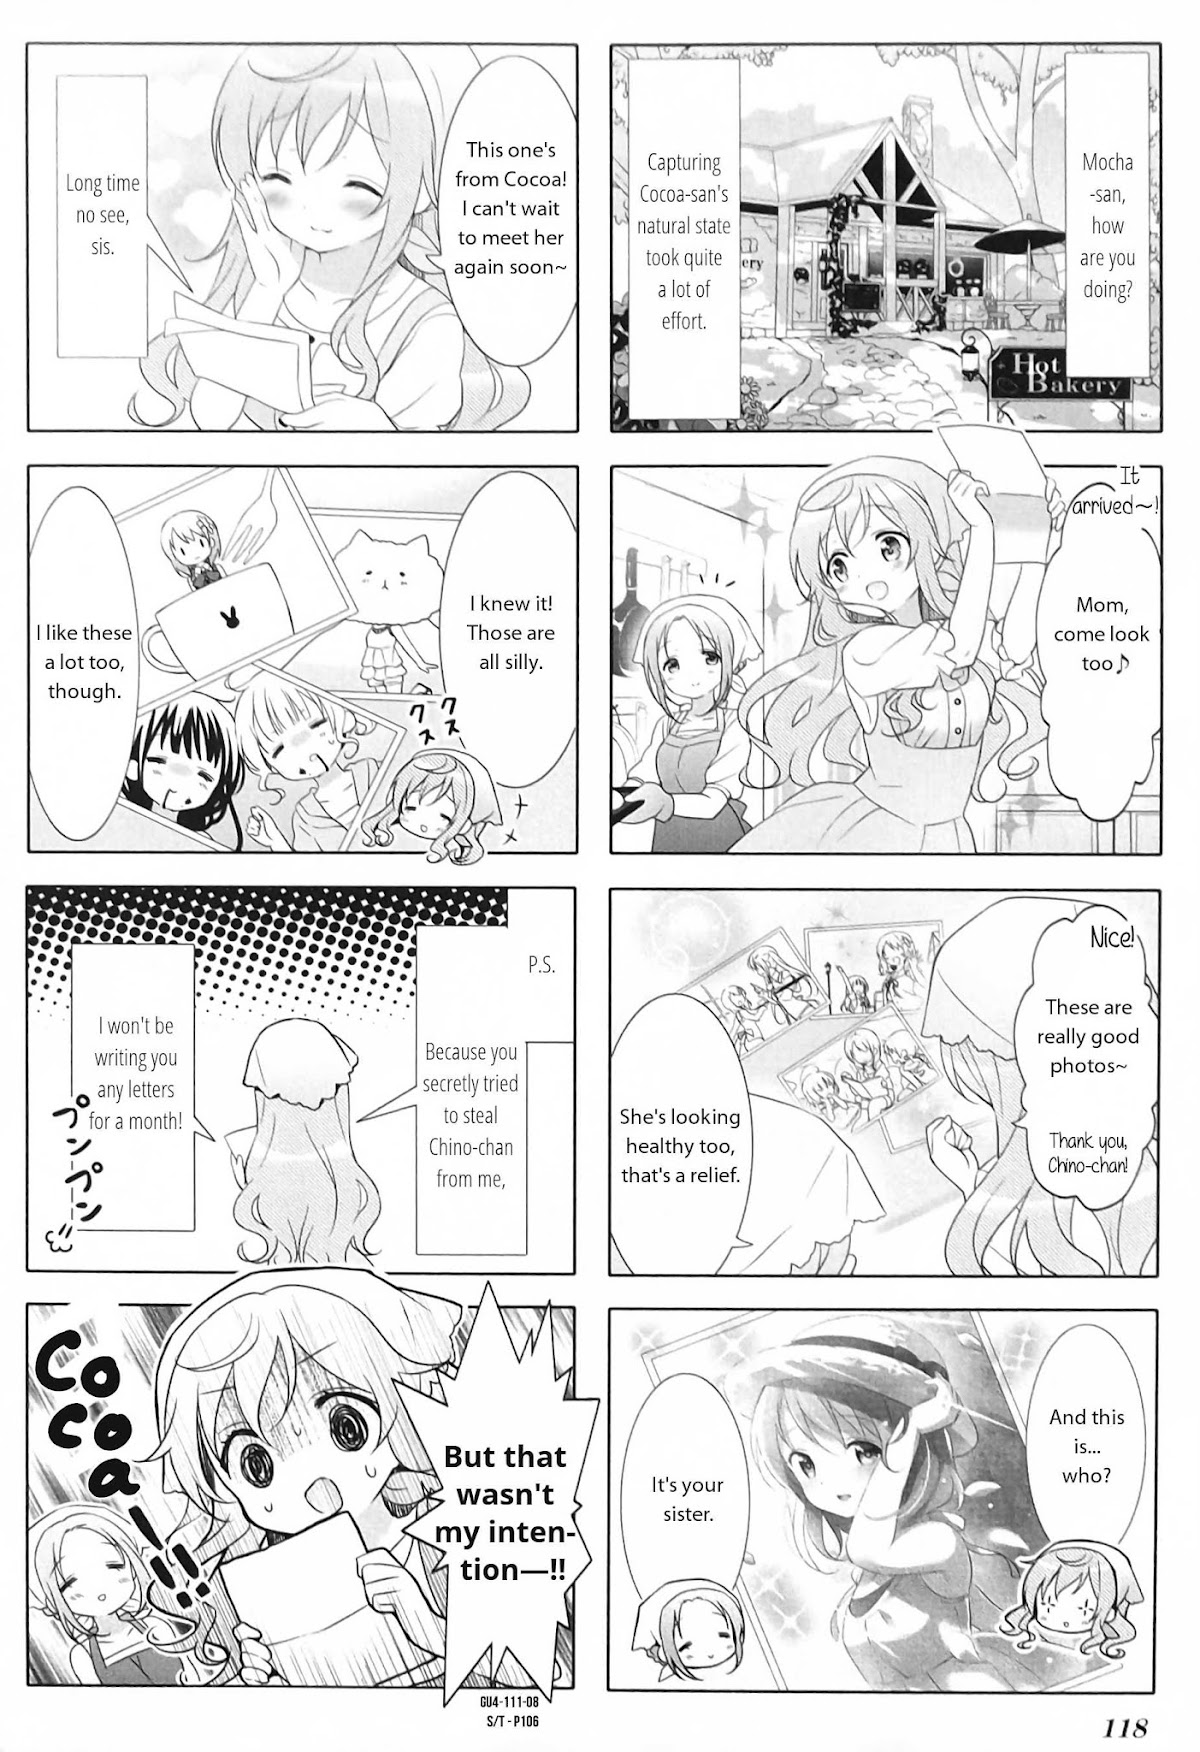 Mocha
-san,
how
are you
doing?
Capturing
Cocoa-san's
natural state
took quite
a lot of
effort.
Hot
Bakery
It
arrived~!
Mom,
come look
too♪
Nice!
These are
really good
photos~
Thank you,
Chino-chan!
She's looking
healthy too,
that's a relief.
And this
is...
who?
It's your
sister.
This one's
from Cocoa!
I can't wait
to meet her
again soon~
Long time
no see,
sis.
I knew it!
Those are
all silly.
クスクス
I like these
a lot too,
though.
P.S.
Because you
secretly tried
to steal
Chino-chan
from me,
I won't be
writing you
any letters
for a month!
プンプン
But that
wasn't
my inten-
tion—!!
Cocoa—!!
GU4-111-08
S/T - P106
118